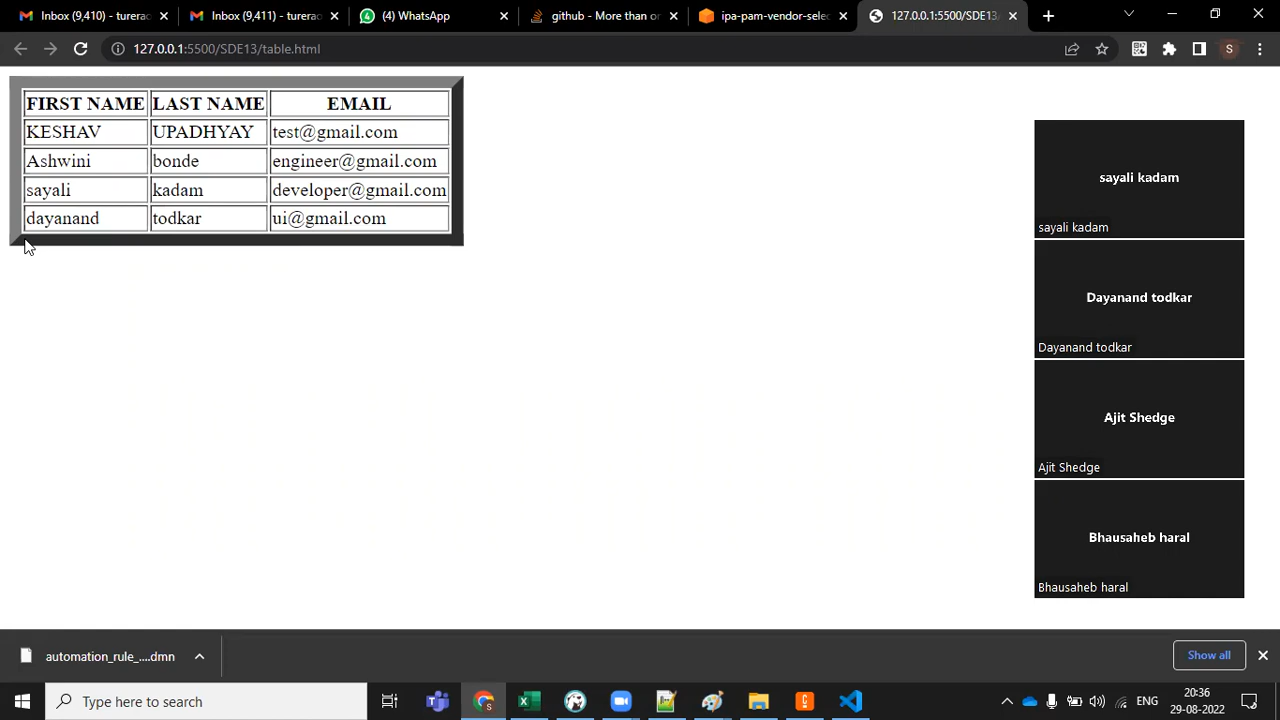 Inbox (9,410) - turerac
Inbox (9,411) - turerac
(4) WhatsApp
github - More than or
ipa-pam-vendor-selec
127.0.0.1:5500/SDE13/
127.0.0.1:5500/SDE13/table.html
S
FIRST NAME LAST NAME EMAIL
KESHAV UPADHYAY test@gmail.com
Ashwini bonde engineer@gmail.com
sayali kadam developer@gmail.com
dayanand todkar ui@gmail.com
sayali kadam
sayali kadam
Dayanand todkar
Dayanand todkar
Ajit Shedge
Ajit Shedge
Bhausaheb haral
Bhausaheb haral
automation_rule_....dmn
Show all
Type here to search
ENG
20:36
29-08-2022